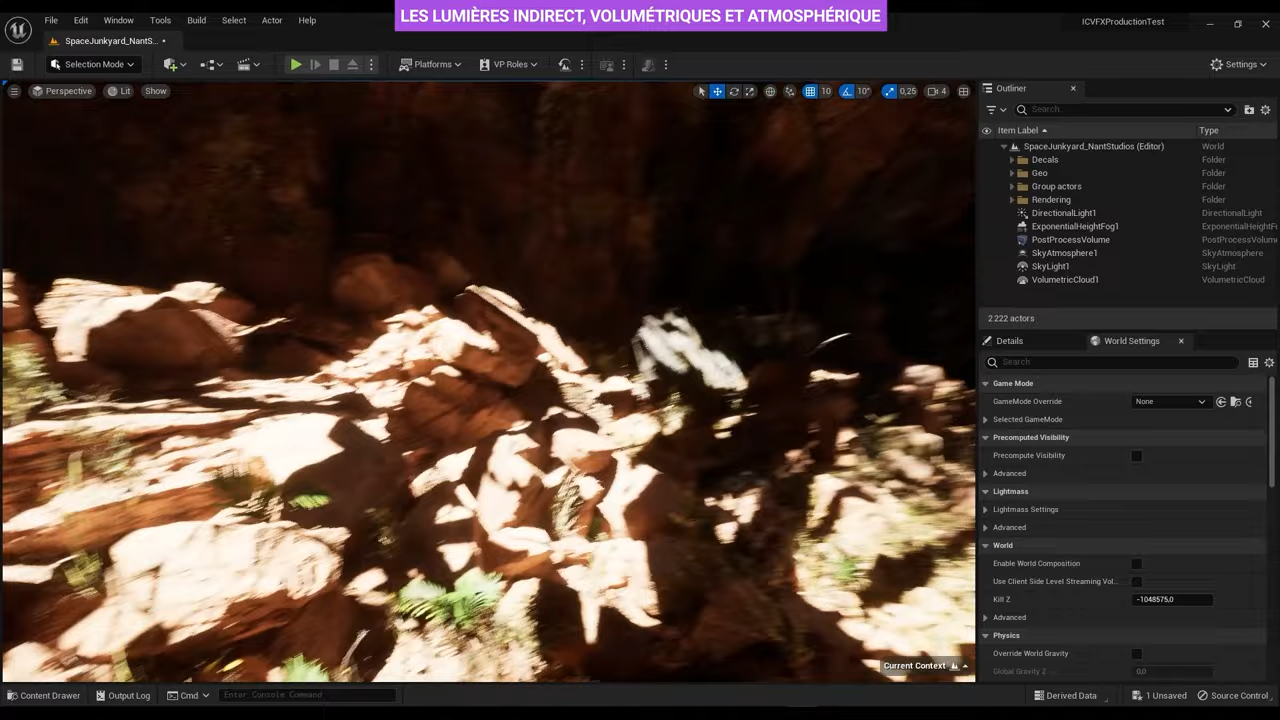 LES LUMIÈRES INDIRECT, VOLUMÉTRIQUES ET ATMOSPHÉRIQUE
File Edit Window Tools Build Select Actor Help
ICVFXProductionTest
SpaceJunkyard_NantS... •
Selection Mode
Platforms
VP Roles
Settings
Perspective Lit Show
10 10° 0,25 4
Outliner
Search...
Item Label Type
SpaceJunkyard_NantStudios (Editor) World
Decals Folder
Geo Folder
Group actors Folder
Rendering Folder
DirectionalLight1 DirectionalLight
ExponentialHeightFog1 ExponentialHeightF
PostProcessVolume PostProcessVolum
SkyAtmosphere1 SkyAtmosphere
SkyLight1 SkyLight
VolumetricCloud1 VolumetricCloud
2 222 actors
Details World Settings
Search
Game Mode
GameMode Override None
Selected GameMode
Precomputed Visibility
Precompute Visibility
Advanced
Lightmass
Lightmass Settings
Advanced
World
Enable World Composition
Use Client Side Level Streaming Vol...
Kill Z -1048575,0
Advanced
Physics
Override World Gravity
Global Gravity Z 0,0
Current Context
Content Drawer Output Log Cmd Enter Console Command
Derived Data 1 Unsaved Source Control